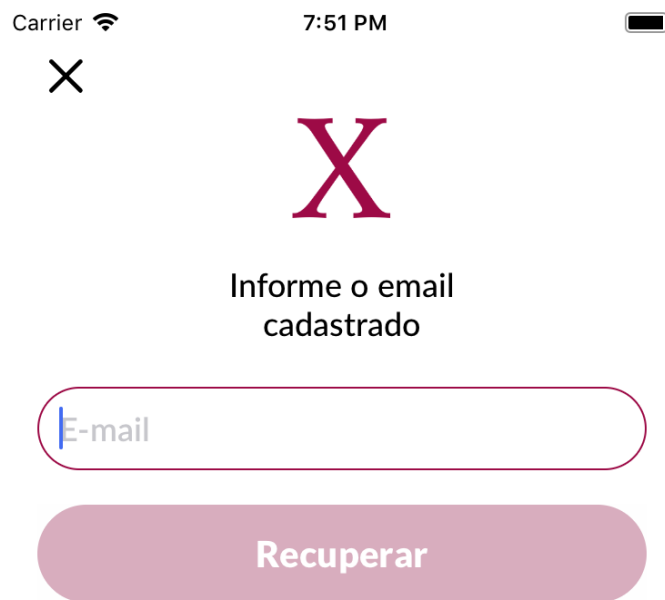 Carrier 7:51 PM
X
Informe o email
cadastrado
E-mail
Recuperar